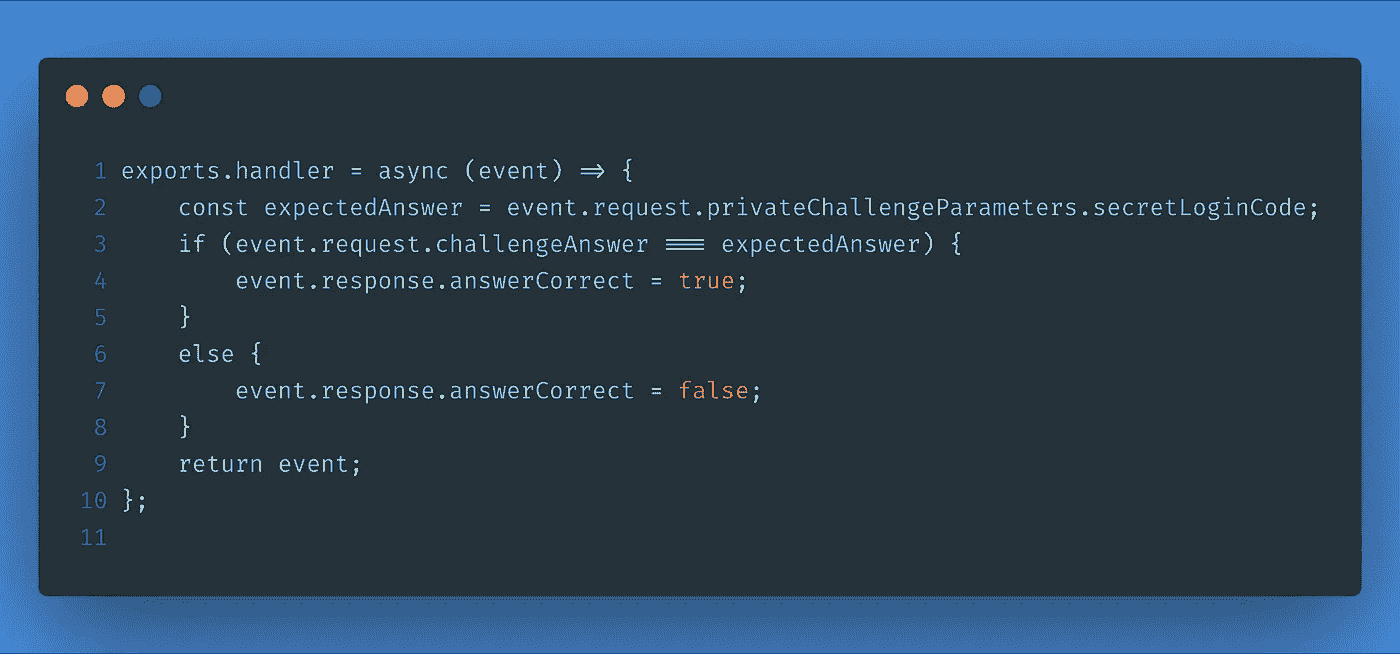 1 exports.handler = async (event) => {
2     const expectedAnswer = event.request.privateChallengeParameters.secretLoginCode;
3     if (event.request.challengeAnswer === expectedAnswer) {
4         event.response.answerCorrect = true;
5     }
6     else {
7         event.response.answerCorrect = false;
8     }
9     return event;
10 };
11